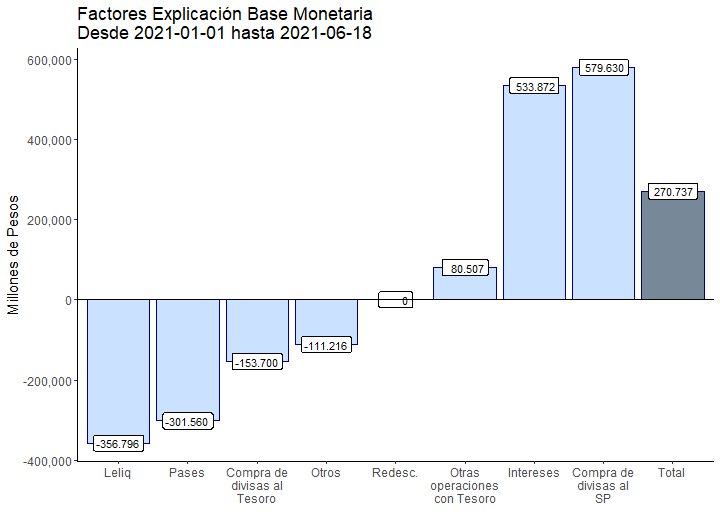 Factores Explicación Base Monetaria
Desde 2021-01-01 hasta 2021-06-18
Millones de Pesos
600,000
400,000
200,000
0
-200,000
-400,000
-356.796
-301.560
-153.700
-111.216
0
80.507
533.872
579.630
270.737
Leliq
Pases
Compra de
divisas al
Tesoro
Otros
Redesc.
Otras
operaciones
con Tesoro
Intereses
Compra de
divisas al
SP
Total